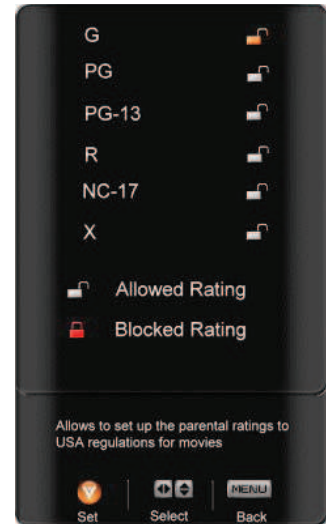 G
PG
PG-13
R
NC-17
X
Allowed Rating
Blocked Rating
Allows to set up the parental ratings to
USA regulations for movies
V MENU
Set Select Back